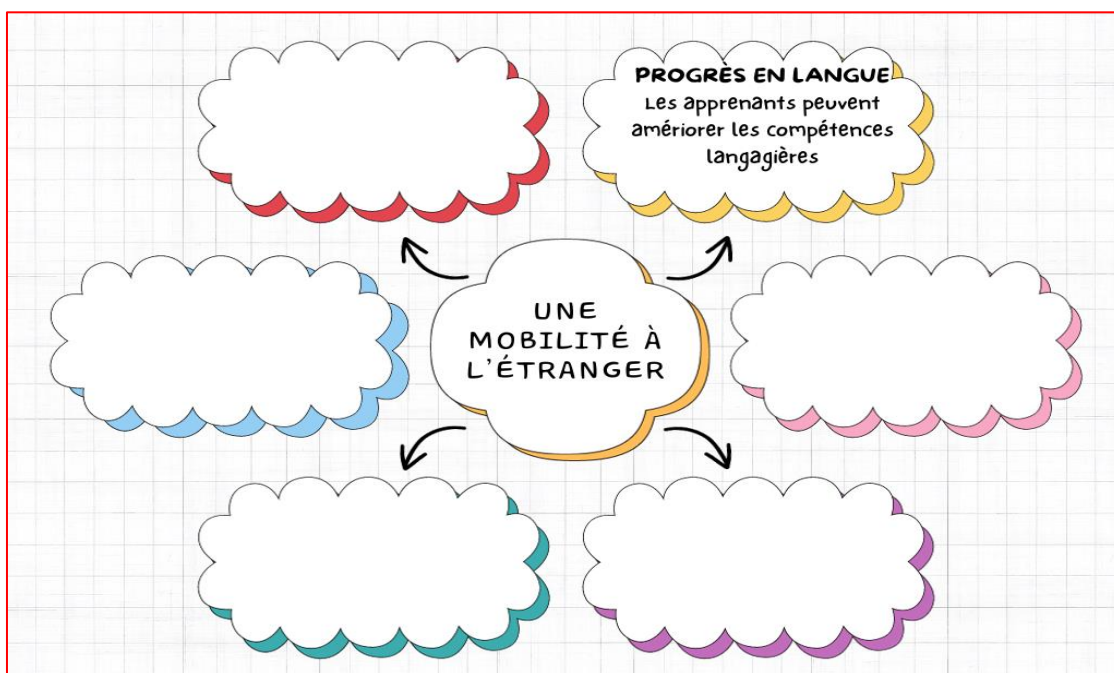 PROGRÈS EN LANGUE
Les apprenants peuvent
amériorer les compétences
langagières
UNE
MOBILITÉ À
L'ÉTRANGER